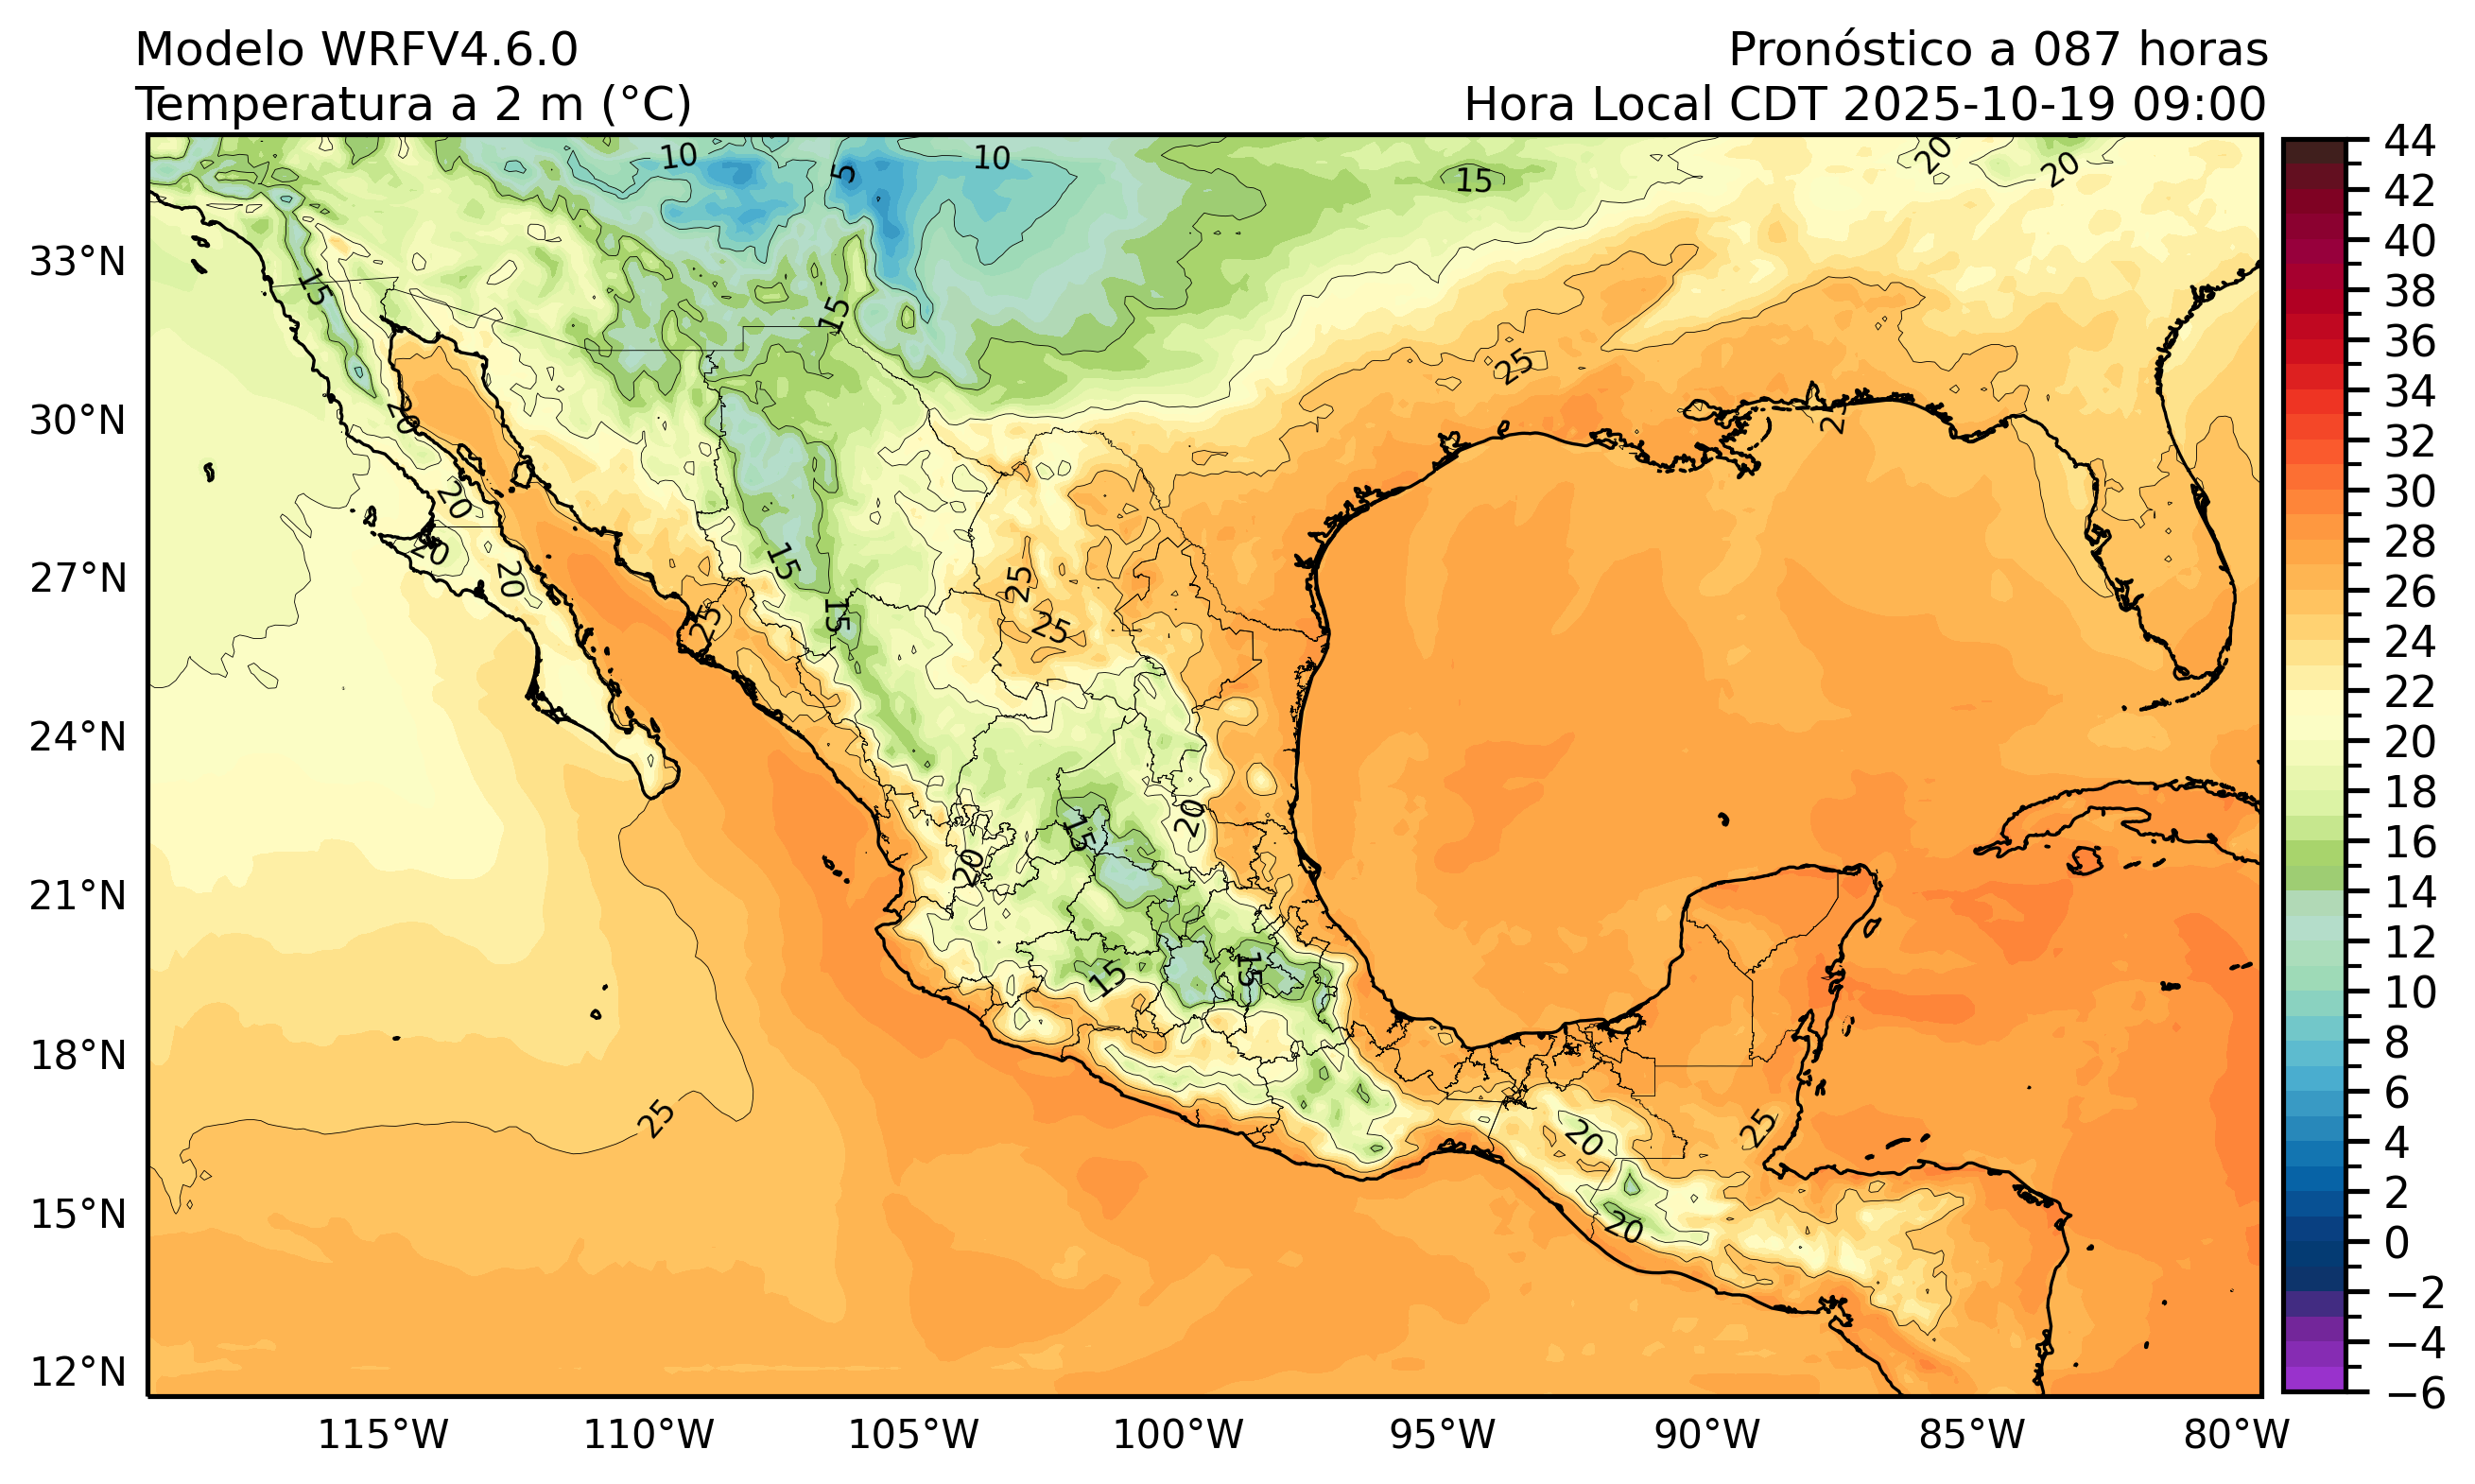 Modelo WRFV4.6.0
Pronóstico a 087 horas
Temperatura a 2 m (°C)
Hora Local CDT 2025-10-19 09:00
10
5
10
15
20
20
15
15
25
25
20
20
20
20
15
15
25
25
25
20
15
20
15
15
25
25
20
20
33°N
30°N
27°N
24°N
21°N
18°N
15°N
12°N
115°W
110°W
105°W
100°W
95°W
90°W
85°W
80°W
44
42
40
38
36
34
32
30
28
26
24
22
20
18
16
14
12
10
8
6
4
2
0
−2
−4
−6